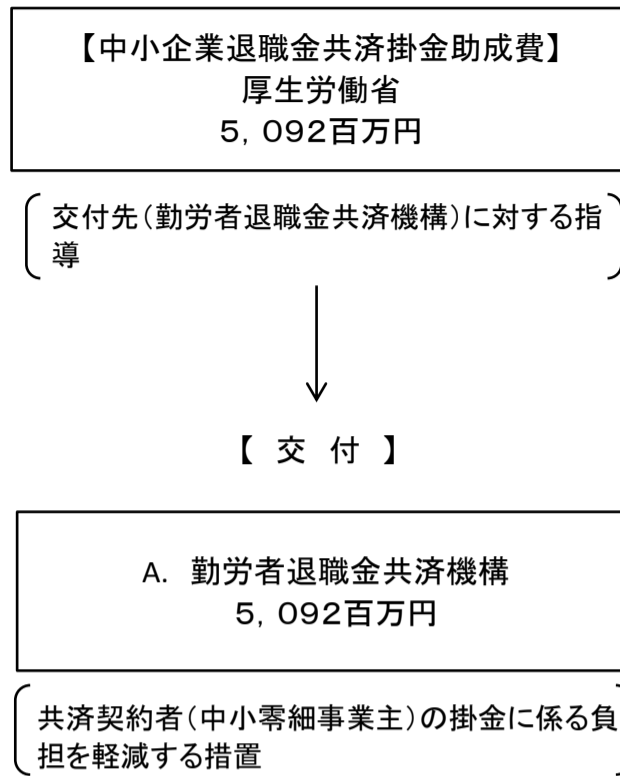 【中小企業退職金共済掛金助成費】
厚生労働省
5，092百万円
交付先(勤労者退職金共済機構)に対する指
導
【 交 付 】
A. 勤労者退職金共済機構
5，092百万円
共済契約者(中小零細事業主)の掛金に係る負
担を軽減する措置